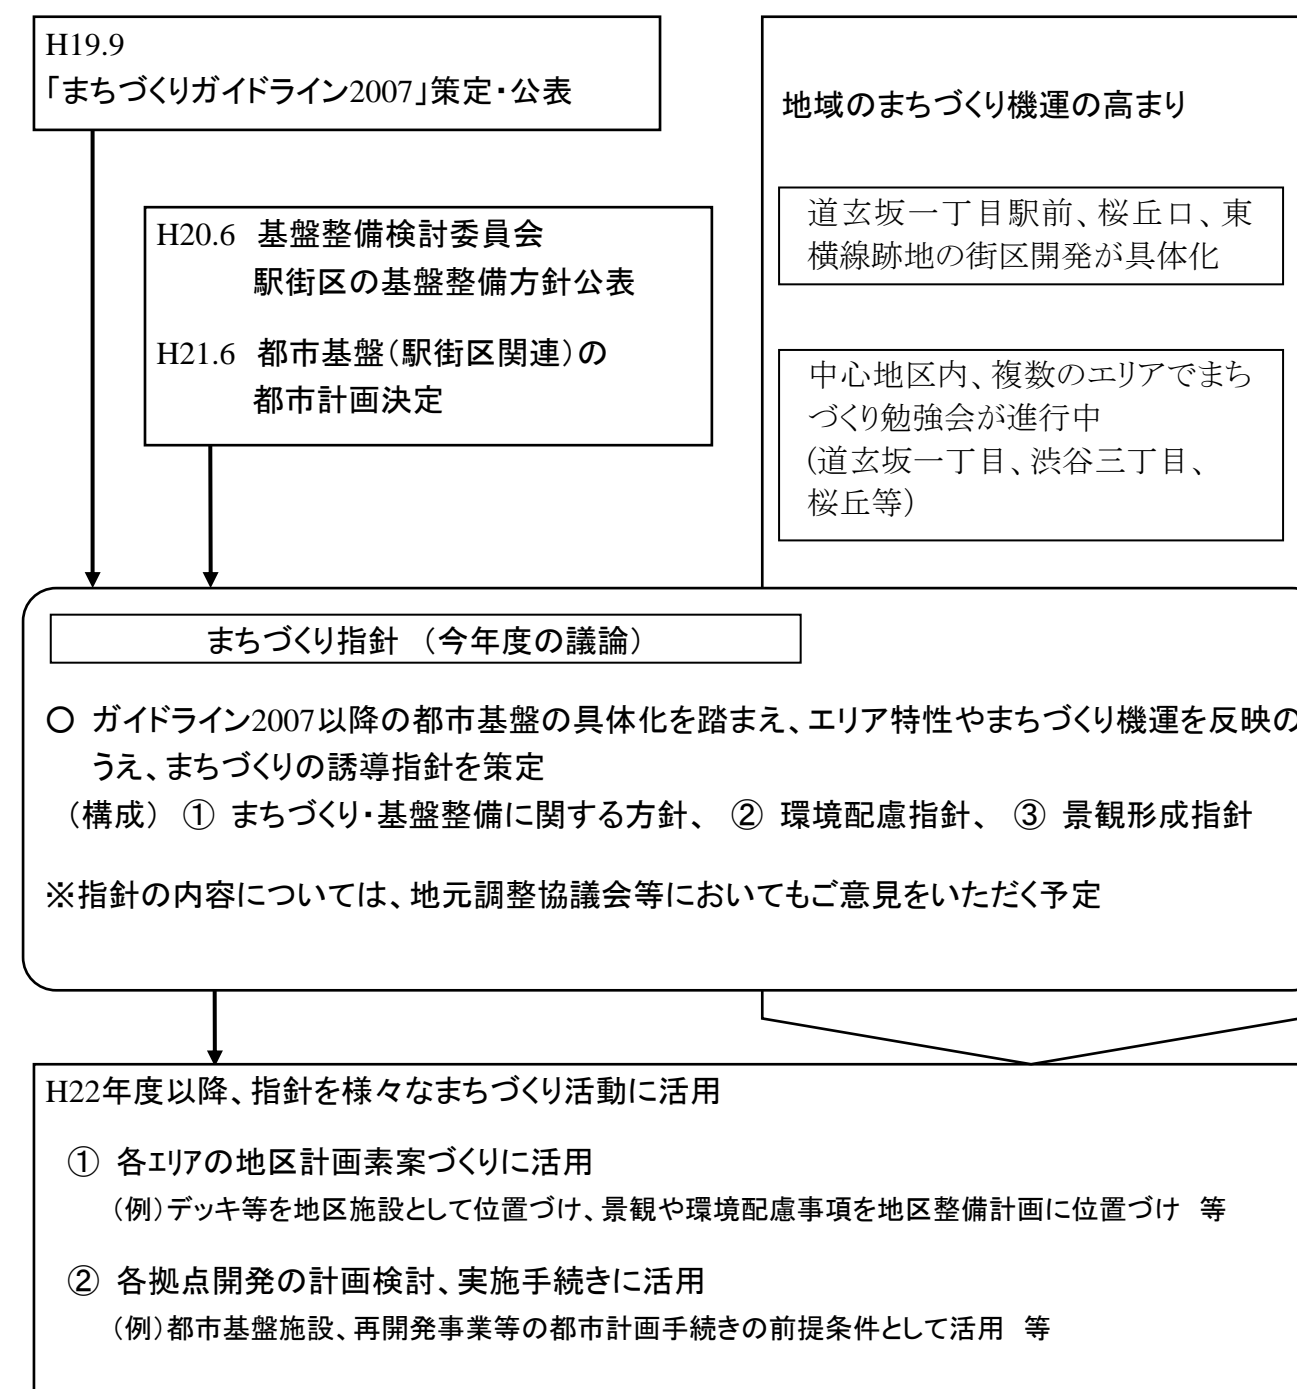 H19.9
「まちづくりガイドライン2007」策定・公表
H20.6 基盤整備検討委員会
駅街区の基盤整備方針公表
H21.6 都市基盤（駅街区関連）の
都市計画決定
地域のまちづくり機運の高まり
道玄坂一丁目駅前、桜丘口、東
横線跡地の街区開発が具体化
中心地区内、複数のエリアでまち
づくり勉強会が進行中
（道玄坂一丁目、渋谷三丁目、
桜丘等）
まちづくり指針 （今年度の議論）
○ ガイドライン2007以降の都市基盤の具体化を踏まえ、エリア特性やまちづくり機運を反映の
うえ、まちづくりの誘導指針を策定
（構成） ① まちづくり・基盤整備に関する方針、 ② 環境配慮指針、 ③ 景観形成指針
※指針の内容については、地元調整協議会等においてもご意見をいただく予定
H22年度以降、指針を様々なまちづくり活動に活用
① 各エリアの地区計画素案づくりに活用
（例）デッキ等を地区施設として位置づけ、景観や環境配慮事項を地区整備計画に位置づけ 等
② 各拠点開発の計画検討、実施手続きに活用
（例）都市基盤施設、再開発事業等の都市計画手続きの前提条件として活用 等